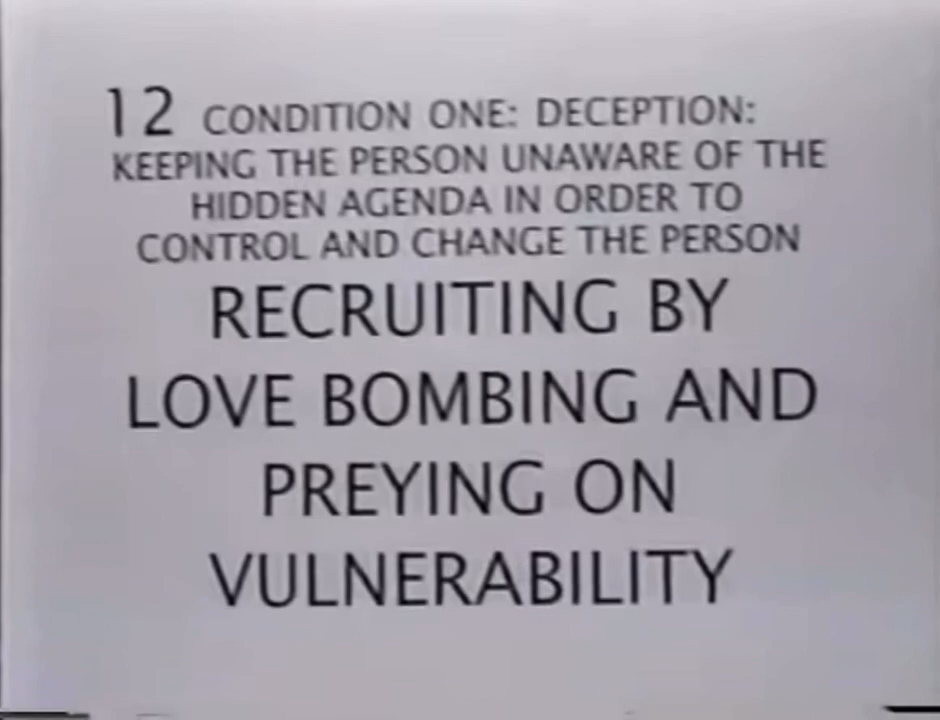 12 CONDITION ONE: DECEPTION:
KEEPING THE PERSON UNAWARE OF THE
HIDDEN AGENDA IN ORDER TO
CONTROL AND CHANGE THE PERSON
RECRUITING BY
LOVE BOMBING AND
PREYING ON
VULNERABILITY